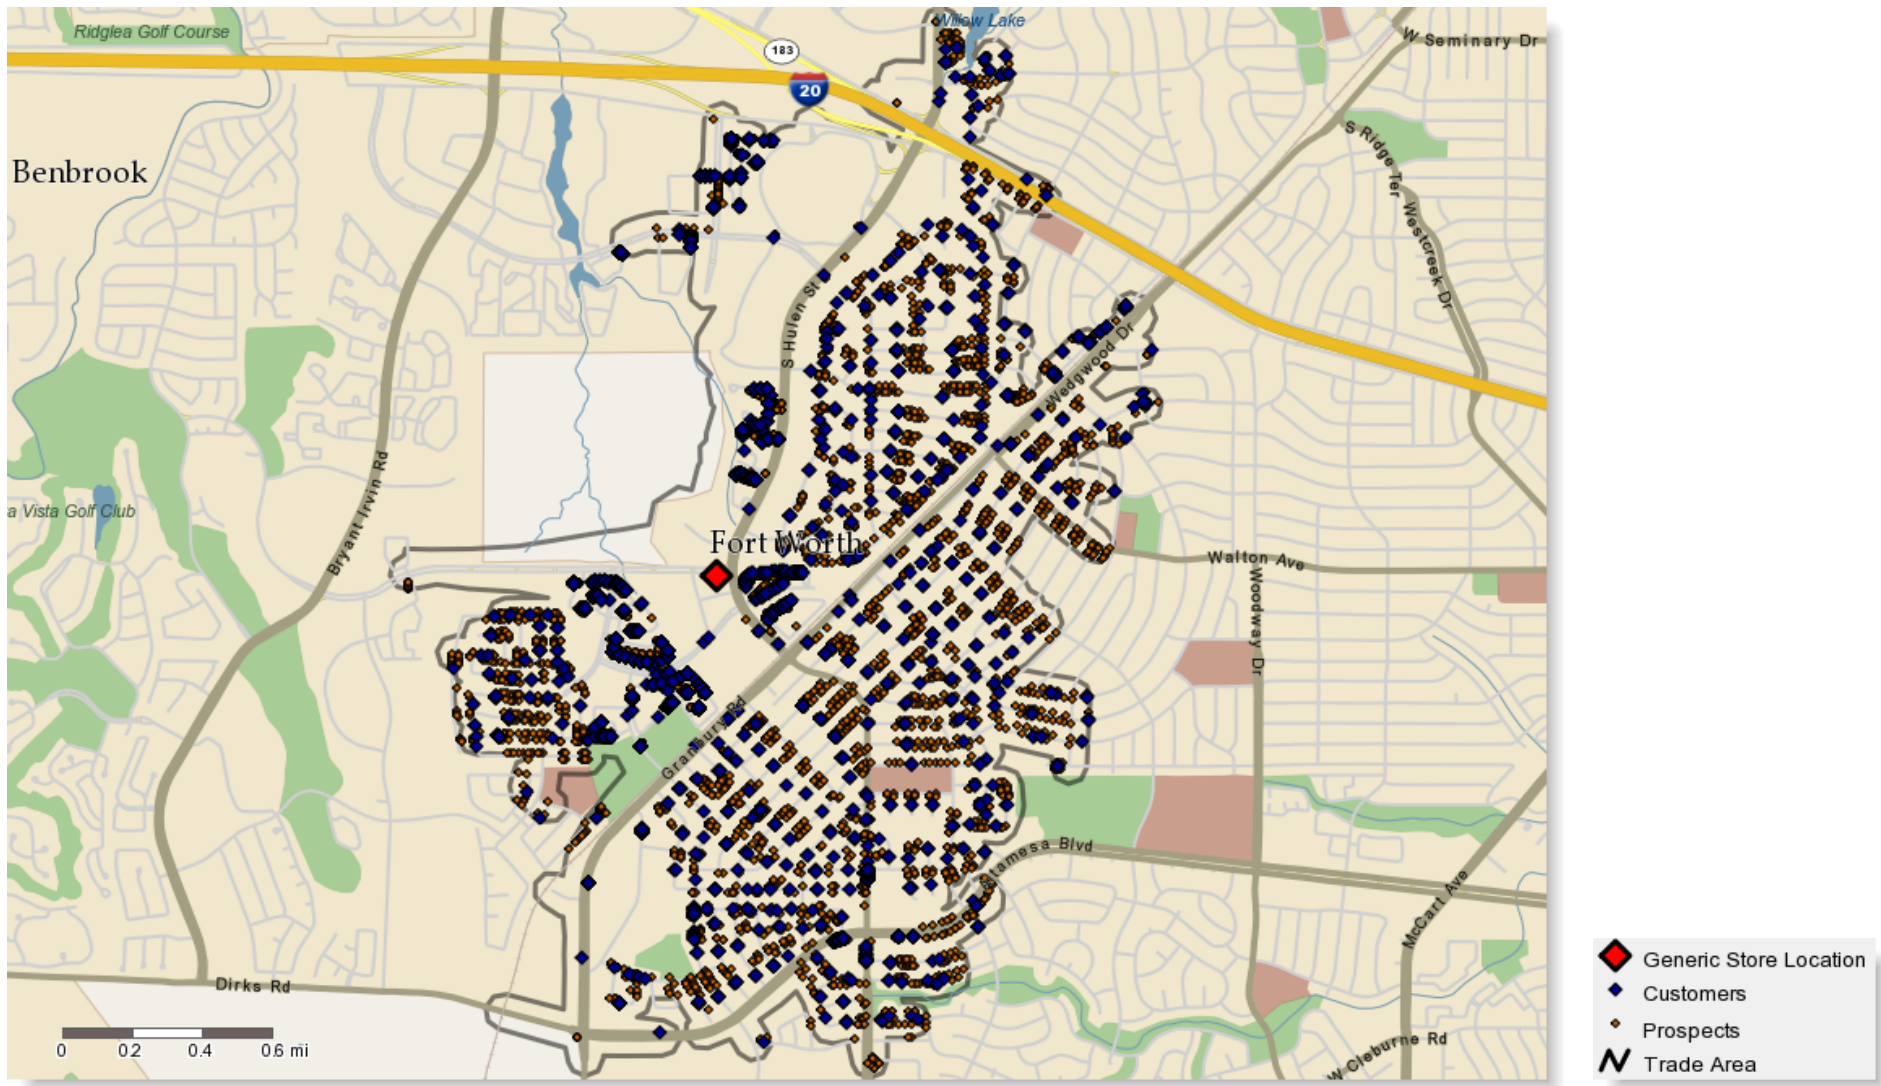 Ridglea Golf Course
Willow Lake
183
W Seminary Dr
20
S Ridge Ter
Benbrook
Westcreek Dr
S Hulen St
Wedgwood Dr
a Vista Golf Club
Bryant Irvin Rd
Fort Worth
Walton Ave
Woodway Dr
Granbury Rd
tamesa Blvd
McCart Ave
Dirks Rd
W Cleburne Rd
0 0.2 0.4 0.6 mi
Generic Store Location
Customers
Prospects
Trade Area